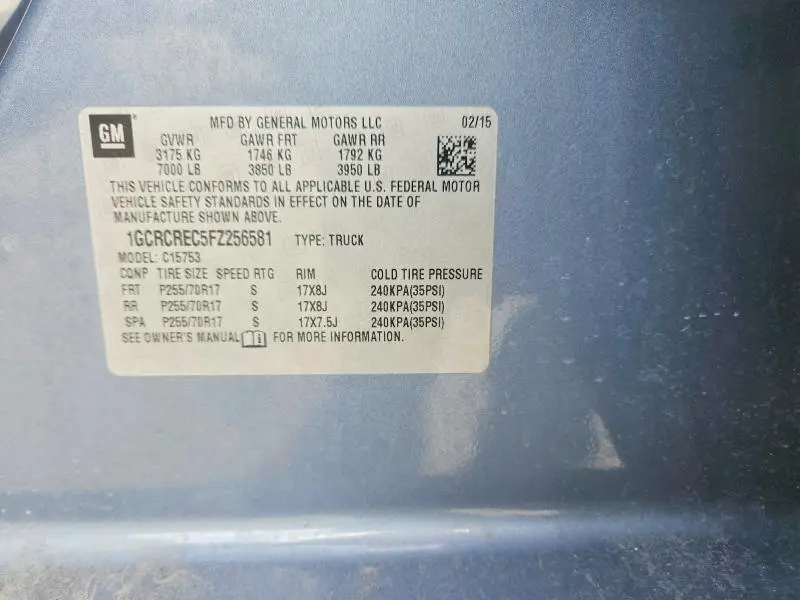 GM
MFD BY GENERAL MOTORS LLC 02/15
GVWR GAWR FRT GAWR RR
3175 KG 1746 KG 1792 KG
7000 LB 3850 LB 3950 LB
THIS VEHICLE CONFORMS TO ALL APPLICABLE U.S. FEDERAL MOTOR
VEHICLE SAFETY STANDARDS IN EFFECT ON THE DATE OF
MANUFACTURE SHOWN ABOVE.
1GCRCREC5FZ256581 TYPE: TRUCK
MODEL: C15753
CONP TIRE SIZE SPEED RTG RIM COLD TIRE PRESSURE
FRT P255/70R17 S 17X8J 240KPA(35PSI)
RR P255/70R17 S 17X8J 240KPA(35PSI)
SPA P255/70R17 S 17X7.5J 240KPA(35PSI)
SEE OWNER'S MANUAL i FOR MORE INFORMATION.